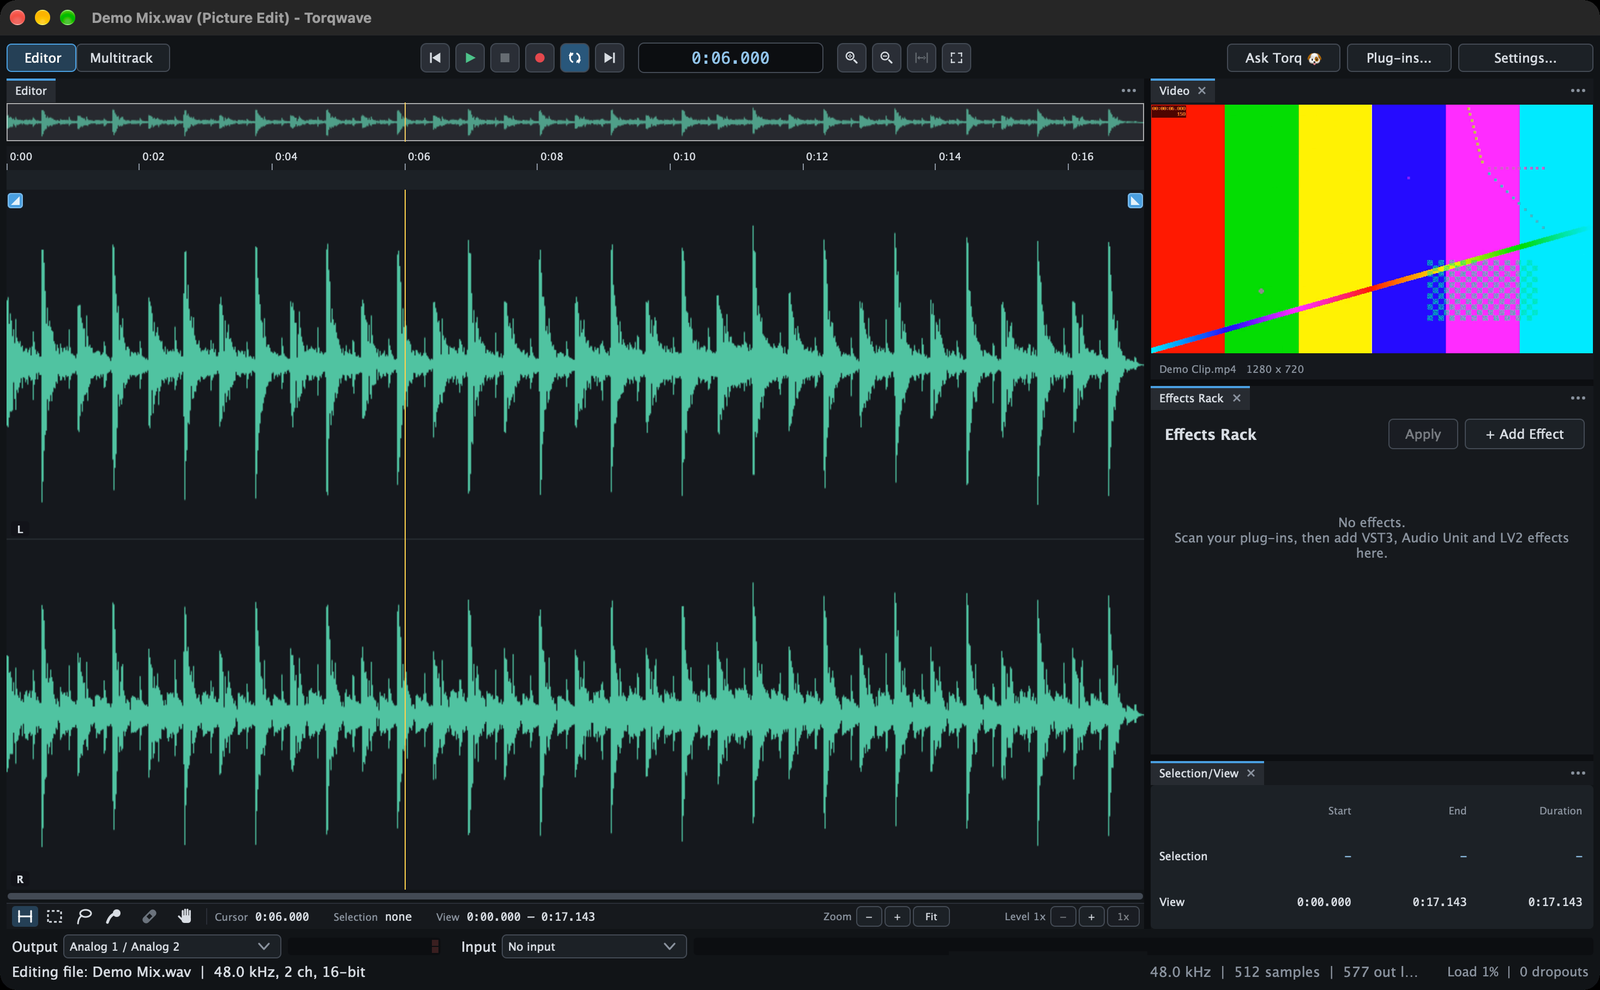 Demo Mix.wav (Picture Edit) - Torqwave
Editor
Multitrack
0:06.000
Ask Torq
Plug-ins...
Settings...
Editor
0:00
0:02
0:04
0:06
0:08
0:10
0:12
0:14
0:16
L
R
Video
Demo Clip.mp4 1280 x 720
Effects Rack
Effects Rack
Apply
+ Add Effect
No effects.
Scan your plug-ins, then add VST3, Audio Unit and LV2 effects
here.
Selection/View
Start End Duration
Selection – – –
View 0:00.000 0:17.143 0:17.143
Cursor 0:06.000 Selection none View 0:00.000 – 0:17.143
Zoom – + Fit
Level 1x – + 1x
Output Analog 1 / Analog 2
Input No input
Editing file: Demo Mix.wav | 48.0 kHz, 2 ch, 16-bit
48.0 kHz | 512 samples | 577 out l... Load 1% | 0 dropouts